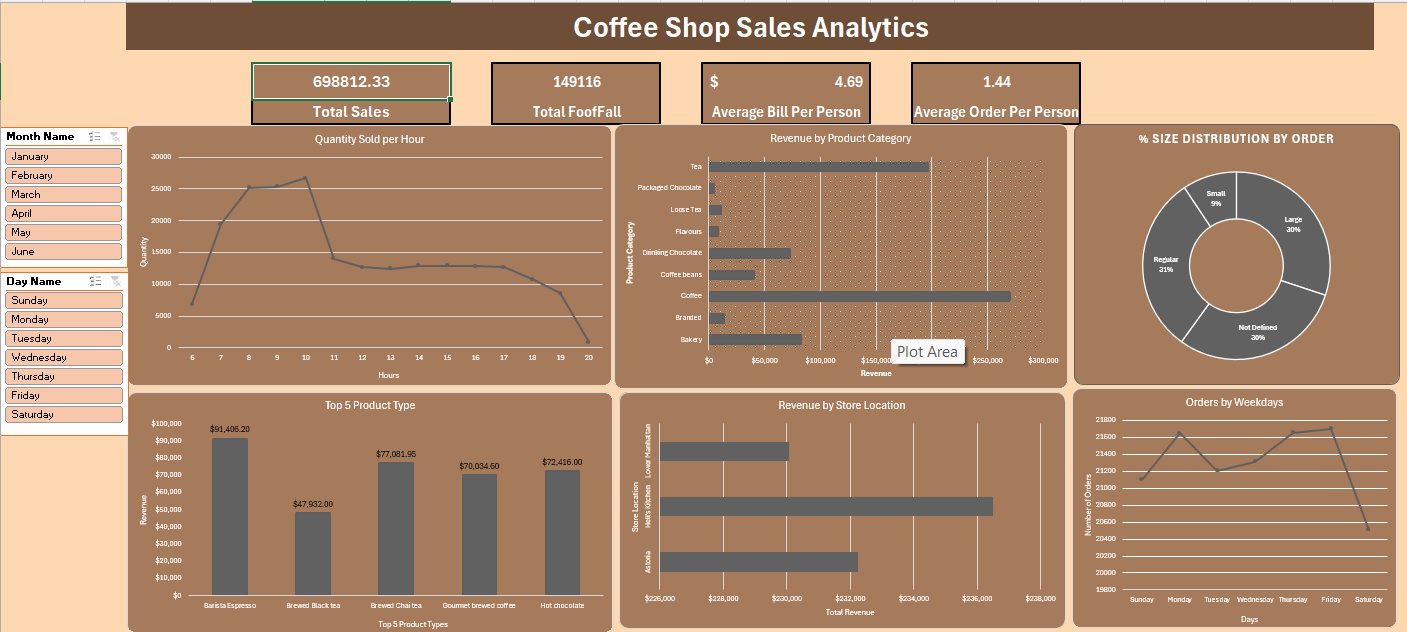 Coffee Shop Sales Analytics
698812.33
Total Sales
149116
Total FoofFall
$ 4.69
Average Bill Per Person
1.44
Average Order Per Person
Month Name
January
February
March
April
May
June
Day Name
Sunday
Monday
Tuesday
Wednesday
Thursday
Friday
Saturday
Quantity Sold per Hour
30000
25000
20000
15000
10000
5000
0
Quantity
6 7 8 9 10 11 12 13 14 15 16 17 18 19 20
Hours
Revenue by Product Category
Product Category
Tea
Packaged Chocolate
Loose Tea
Flavours
Drinking Chocolate
Coffee beans
Coffee
Branded
Bakery
$0 $50,000 $100,000 $150,000 $250,000 $300,000
Plot Area
Revenue
% SIZE DISTRIBUTION BY ORDER
Small
9%
Large
30%
Regular
31%
Not Defined
30%
Top 5 Product Type
Revenue
$100,000
$90,000
$80,000
$70,000
$60,000
$50,000
$40,000
$30,000
$20,000
$10,000
$0
$91,406.20
$47,932.00
$77,081.95
$70,034.60
$72,416.00
Barista Espresso
Brewed Black tea
Brewed Chai tea
Gourmet brewed coffee
Hot chocolate
Top 5 Product Types
Revenue by Store Location
Store Location
Lower Manhattan
Hell's Kitchen
Astoria
$226,000 $228,000 $230,000 $232,000 $234,000 $236,000 $238,000
Total Revenue
Orders by Weekdays
Number of Orders
21800
21600
21400
21200
21000
20800
20600
20400
20200
20000
19800
Sunday Monday Tuesday Wednesday Thursday Friday Saturday
Days